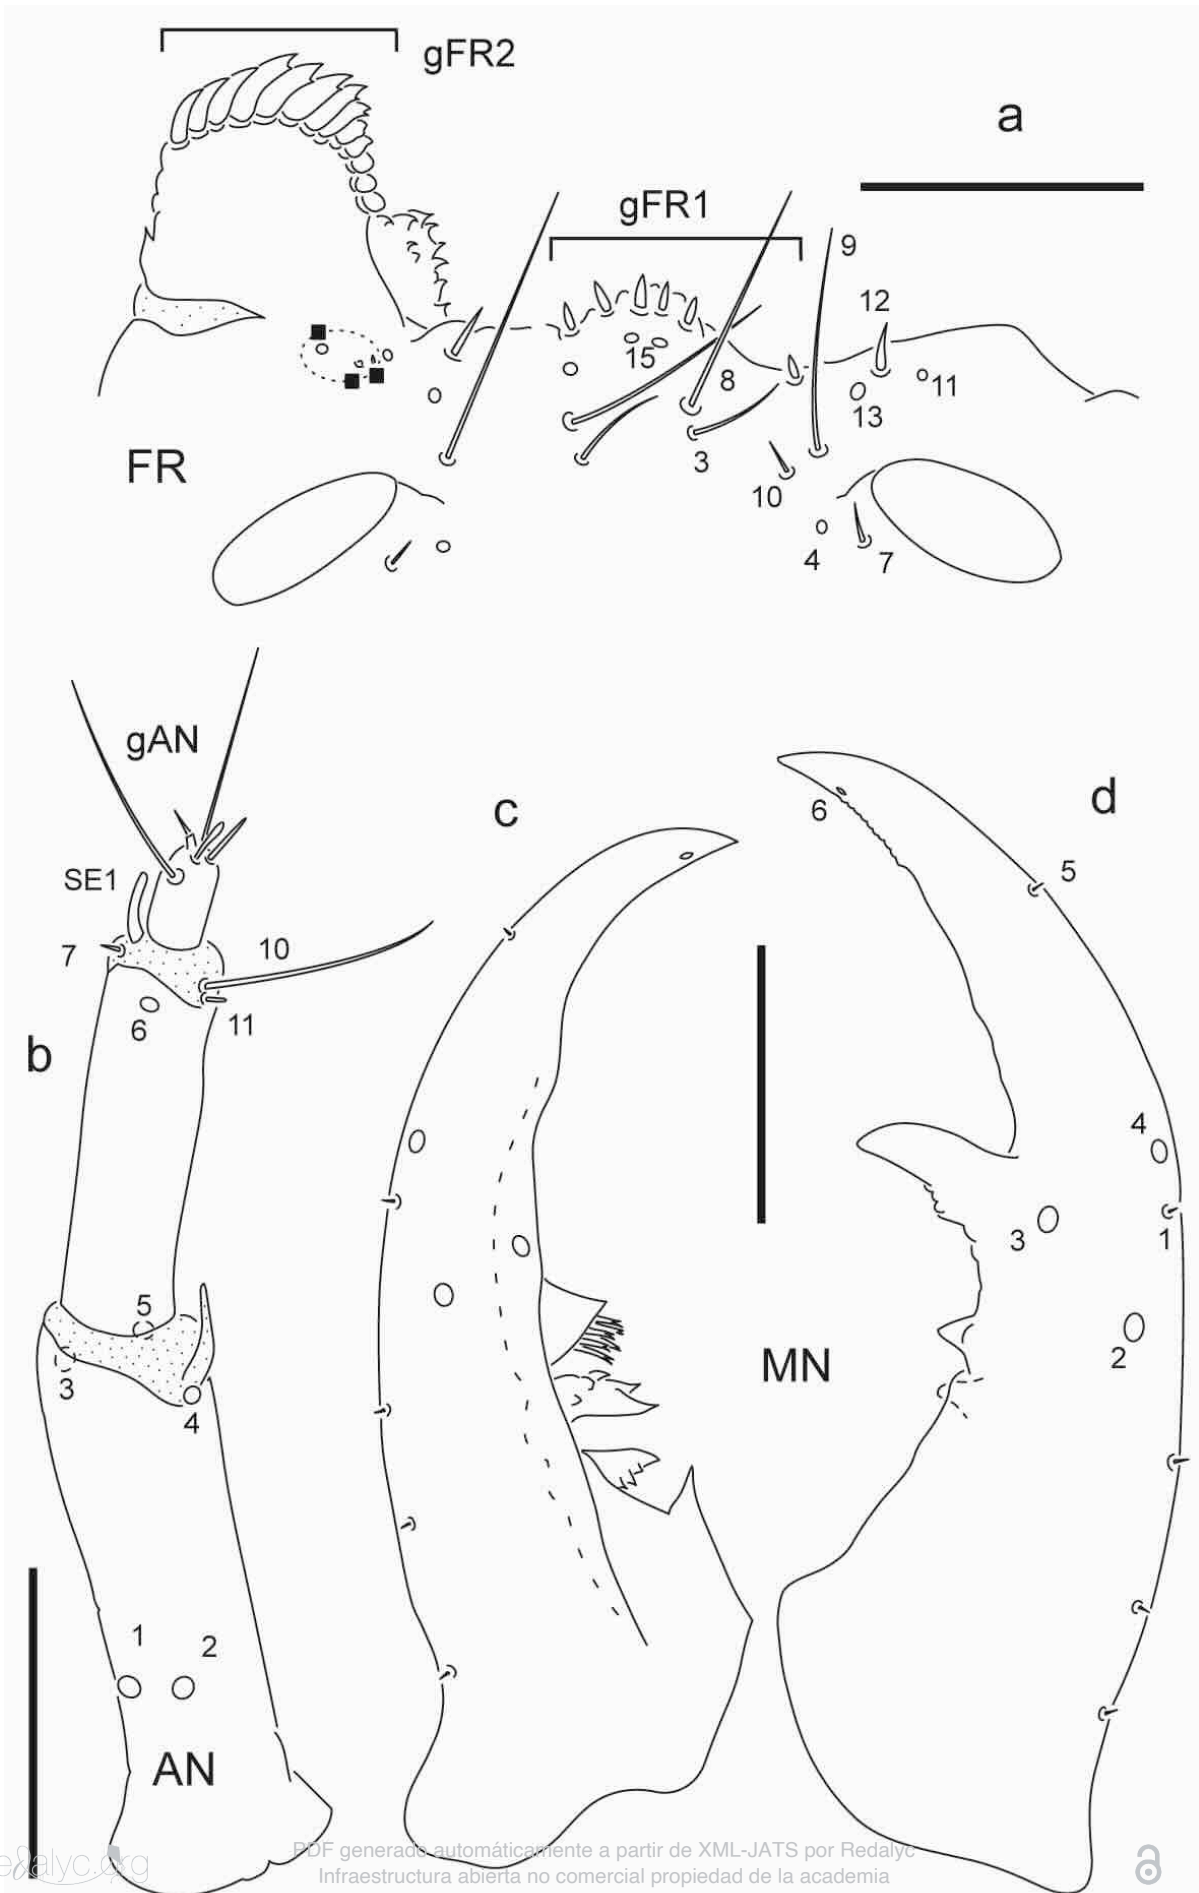 gFR2
a
gFR1
9
12
15
8
11
13
FR
3
10
4
7
gAN
d
c
6
5
SE1
7
10
6
11
b
4
3
1
5
2
3
MN
4
1
2
AN
PDF generado automáticamente a partir de XML-JATS por Redalyc
Infraestructura abierta no comercial propiedad de la academia